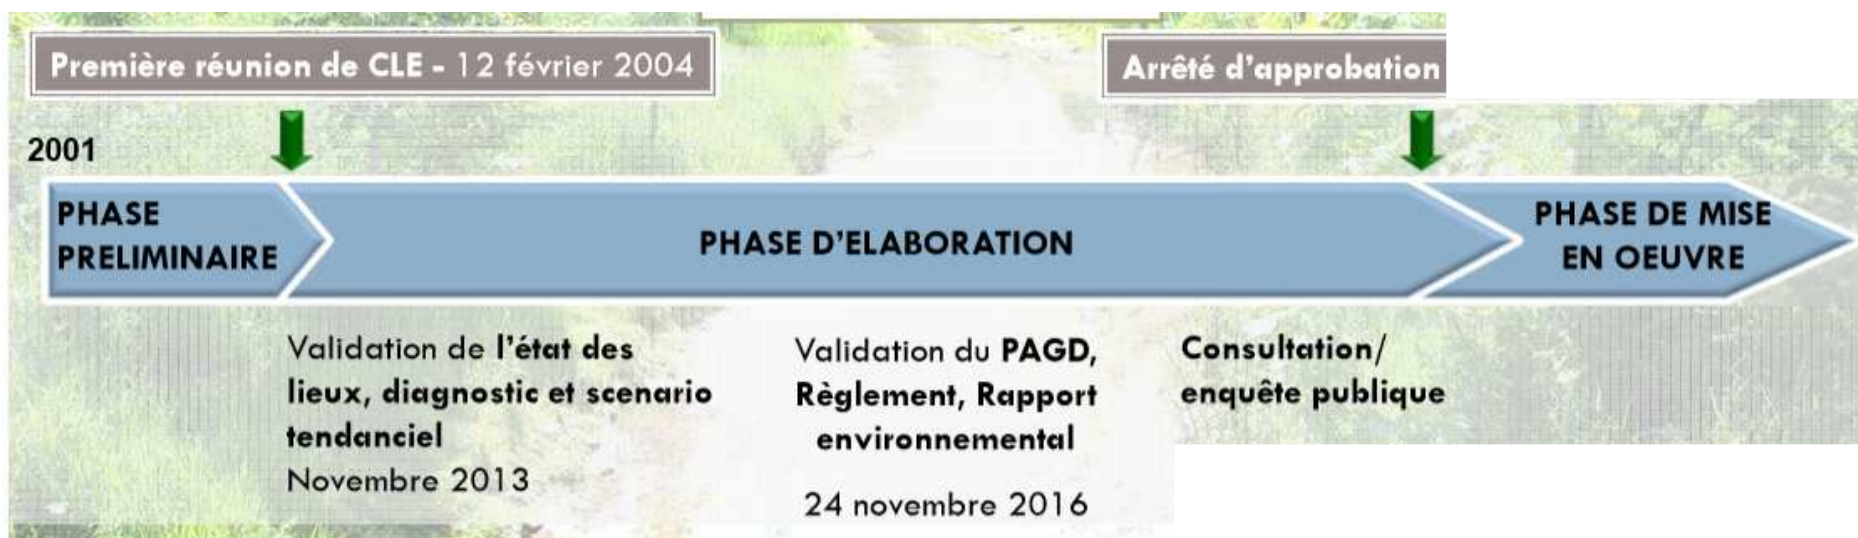 Première réunion de CLE - 12 février 2004
Arrêté d'approbation
2001
PHASE
PRELIMINAIRE
PHASE D'ELABORATION
PHASE DE MISE
EN OEUVRE
Validation de l'état des
lieux, diagnostic et scenario
tendanciel
Novembre 2013
Validation du PAGD,
Règlement, Rapport
environnemental
24 novembre 2016
Consultation/
enquête publique